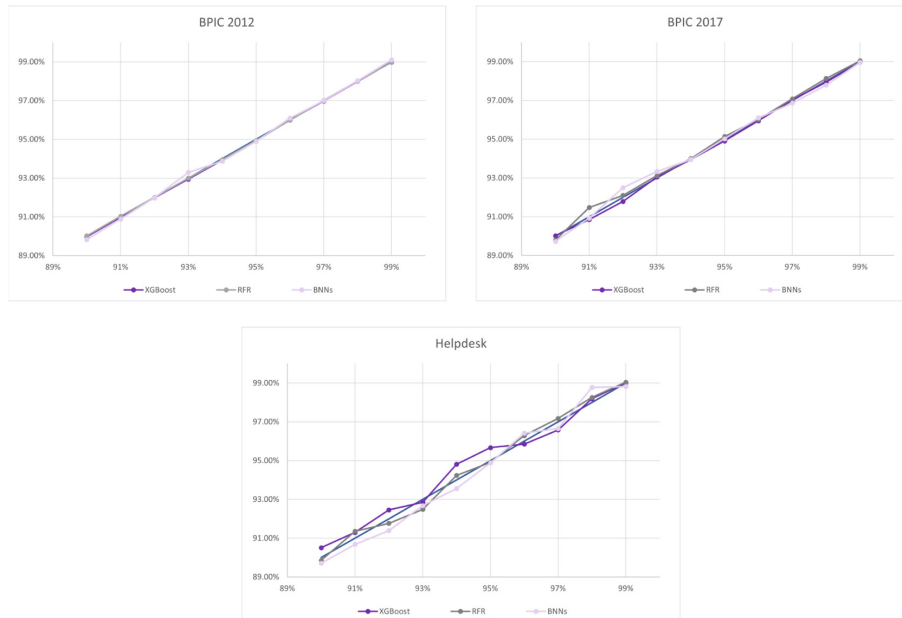 BPIC 2012
99.00%
97.00%
95.00%
93.00%
91.00%
89.00%
89% 91% 93% 95% 97% 99%
XGBoost RFR BNNs
BPIC 2017
99.00%
97.00%
95.00%
93.00%
91.00%
89.00%
89% 91% 93% 95% 97% 99%
XGBoost RFR BNNs
Helpdesk
99.00%
97.00%
95.00%
93.00%
91.00%
89.00%
89% 91% 93% 95% 97% 99%
XGBoost RFR BNNs